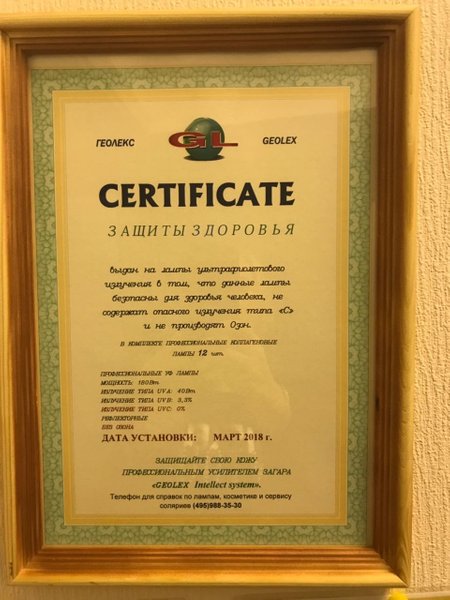 ГЕОЛЕКС GL GEOLEX
CERTIFICATE
ЗАЩИТЫ ЗДОРОВЬЯ
выдан на лампы ультрафиолетового
излучения в том, что данные лампы
безопасны для здоровья человека, не
содержат опасного излучения типа «С»
и не производят Озон.
В КОМПЛЕКТЕ ПРОФЕССИОНАЛЬНЫЕ КОЛЛАГЕНОВЫЕ
ЛАМПЫ 12 шт.
ПРОФЕССИОНАЛЬНЫЕ УФ ЛАМПЫ
МОЩНОСТЬ: 180Вт
ИЗЛУЧЕНИЕ ТИПА UVA: 40Вт
ИЗЛУЧЕНИЕ ТИПА UVB: 3,3%
ИЗЛУЧЕНИЕ ТИПА UVC: 0%
РЕФЛЕКТОРНЫЕ
БЕЗ ОЗОНА
ДАТА УСТАНОВКИ: МАРТ 2018 г.
ЗАЩИЩАЙТЕ СВОЮ КОЖУ
ПРОФЕССИОНАЛЬНЫМ УСИЛИТЕЛЕМ ЗАГАРА
«GEOLEX Intellect system».
Телефон для справок по лампам, косметике и сервису
соляриев (495)988-35-30